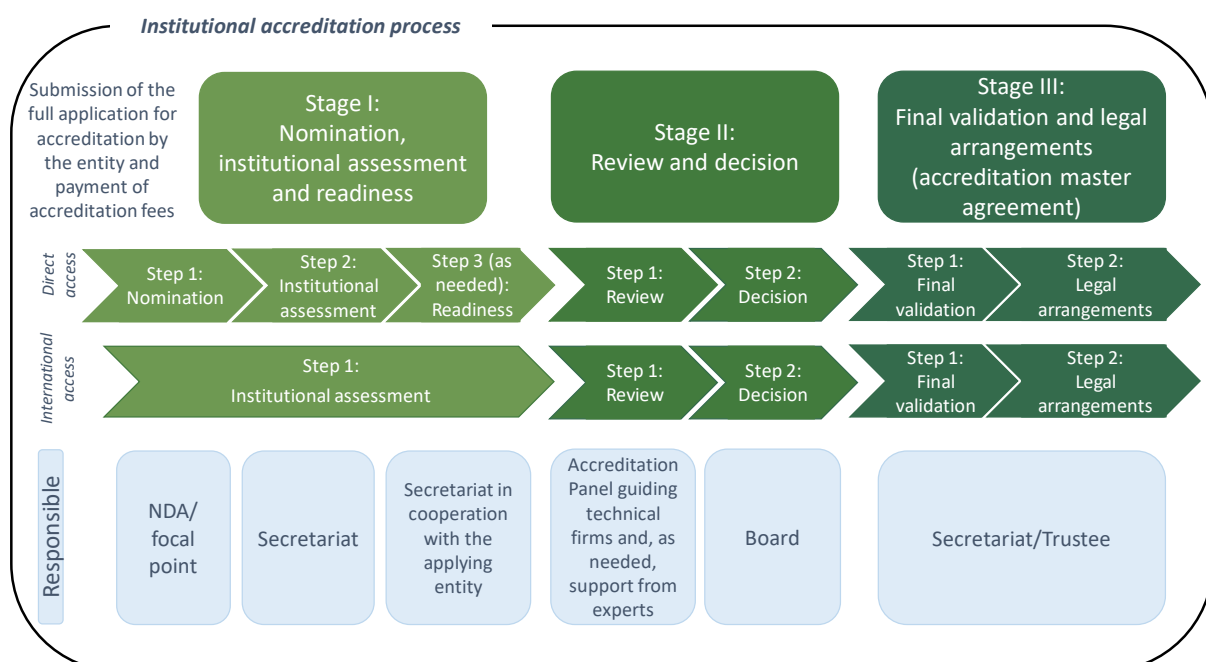 Institutional accreditation process
Submission of the
full application for
accreditation by
the entity and
payment of
accreditation fees
Stage I:
Nomination,
institutional assessment
and readiness
Stage II:
Review and decision
Stage III:
Final validation and legal
arrangements
(accreditation master
agreement)
Direct
access
Step 1:
Nomination
Step 2:
Institutional
assessment
Step 3 (as
needed):
Readiness
Step 1:
Review
Step 2:
Decision
Step 1:
Final
validation
Step 2:
Legal
arrangements
International
access
Step 1:
Institutional assessment
Step 1:
Review
Step 2:
Decision
Step 1:
Final
validation
Step 2:
Legal
arrangements
Responsible
NDA/
focal
point
Secretariat
Secretariat in
cooperation
with the
applying
entity
Accreditation
Panel guiding
technical
firms and, as
needed,
support from
experts
Board
Secretariat/Trustee